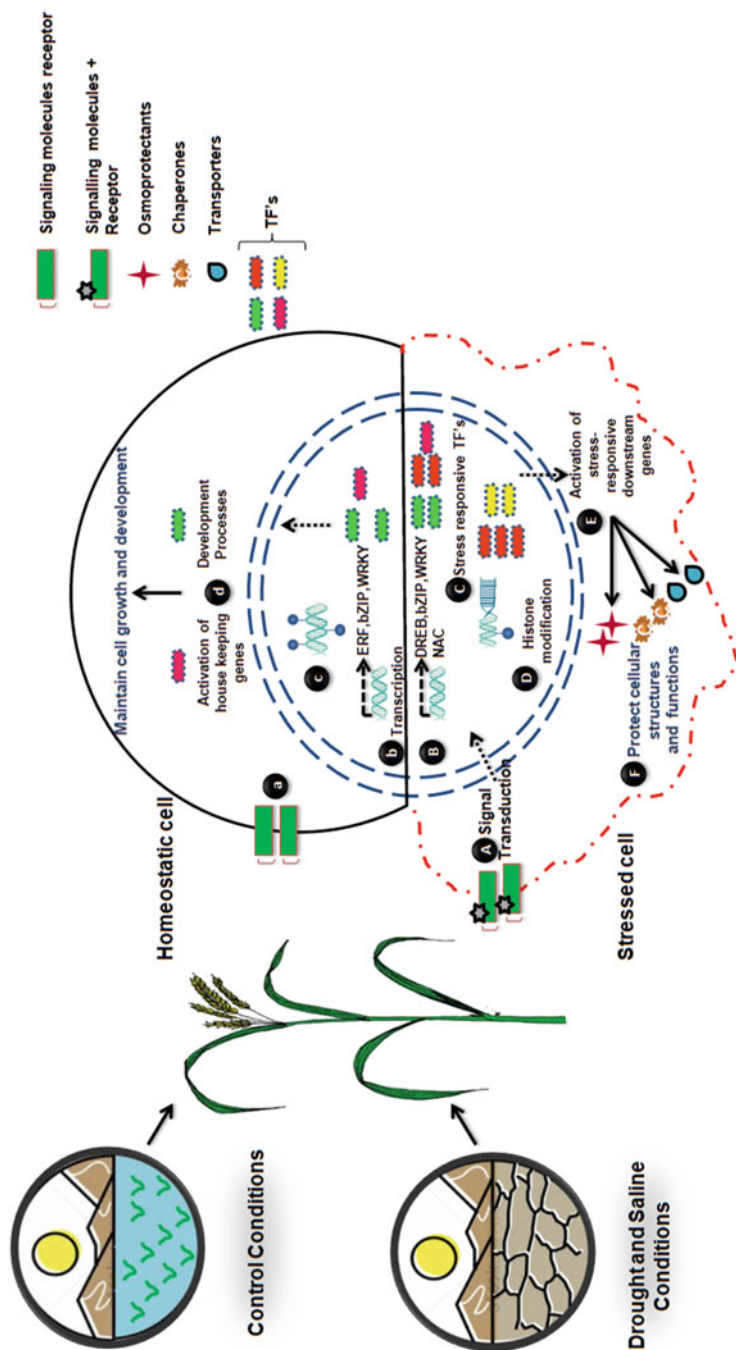 Control Conditions
Drought and Saline
Conditions
Homeostatic cell
Maintain cell growth and development
Activation of
house keeping
genes
Development
Processes
d
a
c
b
ERF,bZIP,WRKY
Transcription
B
DREB,bZIP,WRKY
NAC
C
Stress responsive TF's
D
Histone
modification
A
Signal
Transduction
E
Activation of
stress-
responsive
downstream
genes
F
Protect cellular
structures
and functions
Stressed cell
Signaling molecules receptor
Signalling molecules +
Receptor
Osmoprotectants
Chaperones
Transporters
TF's